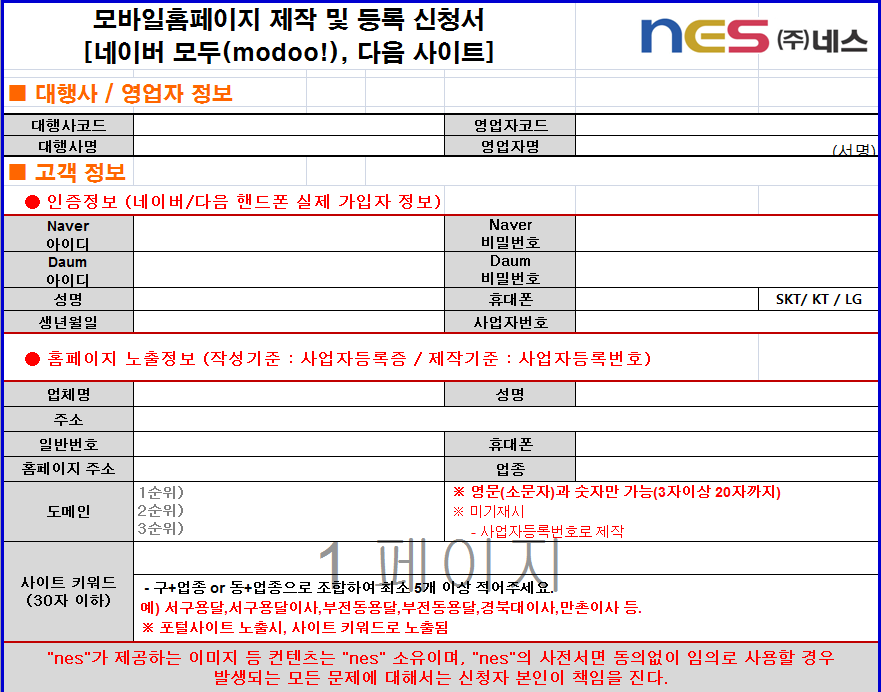 모바일홈페이지 제작 및 등록 신청서
[네이버 모두(modoo!), 다음 사이트]
nes (주)네스
■ 대행사 / 영업자 정보
대행사코드 영업자코드
대행사명 영업자명 (서명)
■ 고객 정보
● 인증정보 (네이버/다음 핸드폰 실제 가입자 정보)
Naver 아이디 Naver 비밀번호
Daum 아이디 Daum 비밀번호
성명 휴대폰 SKT/ KT / LG
생년월일 사업자번호
● 홈페이지 노출정보 (작성기준 : 사업자등록증 / 제작기준 : 사업자등록번호)
업체명 성명
주소
일반번호 휴대폰
홈페이지 주소 업종
도메인
1순위)
2순위)
3순위)
※ 영문(소문자)과 숫자만 가능(3자이상 20자까지)
※ 미기재시
- 사업자등록번호로 제작
1 페이지
사이트 키워드
(30자 이하)
- 구+업종 or 동+업종으로 조합하여 최소 5개 이상 적어주세요.
예) 서구용달,서구용달이사,부전동용달,부전동용달,경북대이사,만촌이사 등.
※ 포털사이트 노출시, 사이트 키워드로 노출됨
"nes"가 제공하는 이미지 등 컨텐츠는 "nes" 소유이며, "nes"의 사전서면 동의없이 임의로 사용할 경우
발생되는 모든 문제에 대해서는 신청자 본인이 책임을 진다.